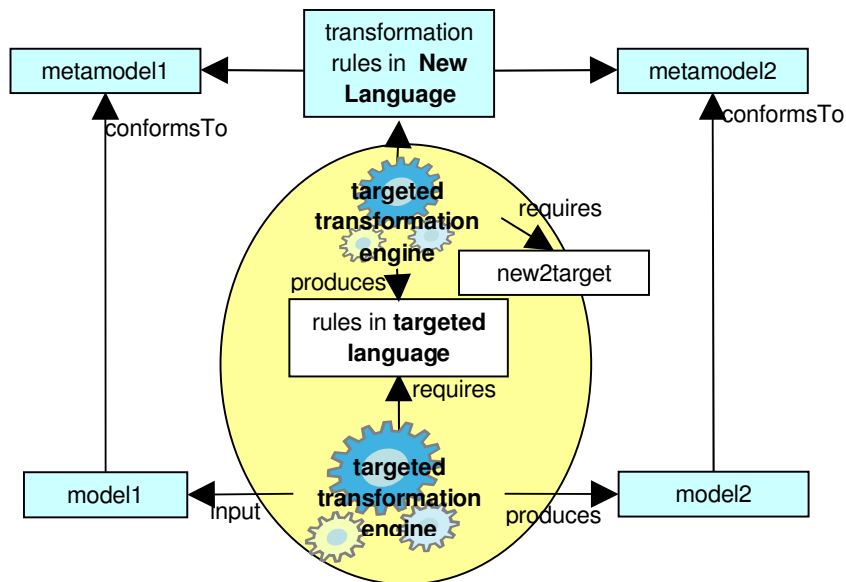 transformation
rules in New
Language
metamodel1
metamodel2
conformsTo
conformsTo
targeted
transformation
engine
requires
new2target
produces
rules in targeted
language
requires
targeted
transformation
engine
model1
input
produces
model2